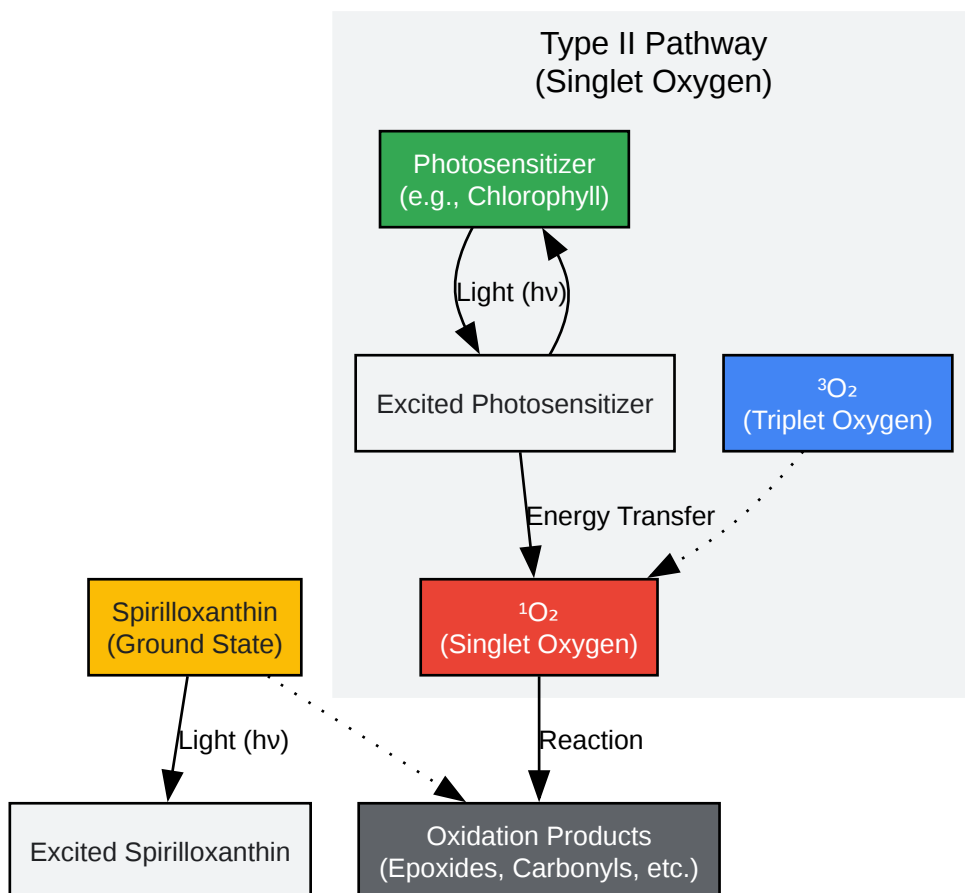 Type II Pathway
(Singlet Oxygen)
Photosensitizer
(e.g., Chlorophyll)
Light (hν)
Excited Photosensitizer
³O₂
(Triplet Oxygen)
Energy Transfer
Spirilloxanthin
(Ground State)
¹O₂
(Singlet Oxygen)
Light (hν)
Reaction
Excited Spirilloxanthin
Oxidation Products
(Epoxides, Carbonyls, etc.)